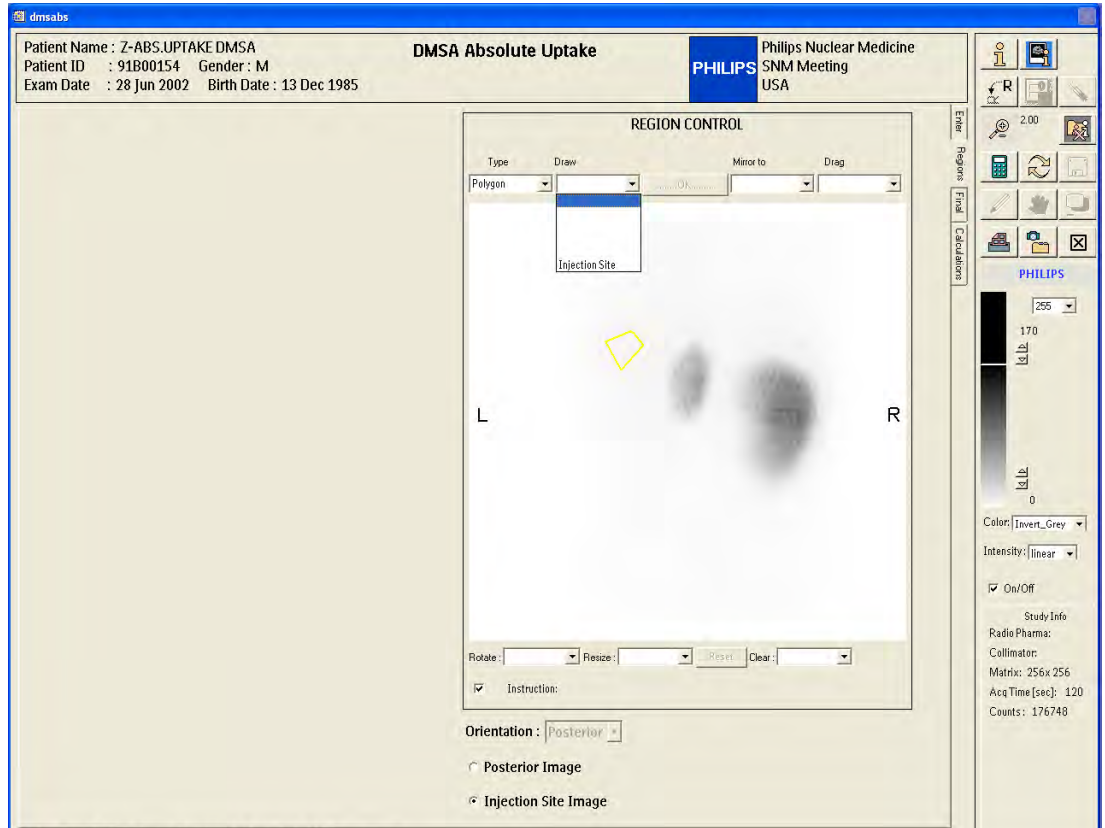 dmsabs
Patient Name : Z-ABS.UPTAKE DMSA
Patient ID : 91B00154 Gender : M
Exam Date : 28 Jun 2002 Birth Date : 13 Dec 1985
DMSA Absolute Uptake
PHILIPS
Philips Nuclear Medicine
SNM Meeting
USA
REGION CONTROL
Type Draw Mirror to Drag
Polygon OK
Injection Site
L R
Rotate : Resize : Reset Clear :
Instruction:
Orientation : Posterior
Posterior Image
Injection Site Image
Enter
Regions
Final
Calculations
R
2.00
PHILIPS
255
170
0
Color: Invert_Grey
Intensity: linear
On/Off
Study Info
Radio Pharma:
Collimator:
Matrix: 256x256
Acq Time [sec]: 120
Counts: 176748